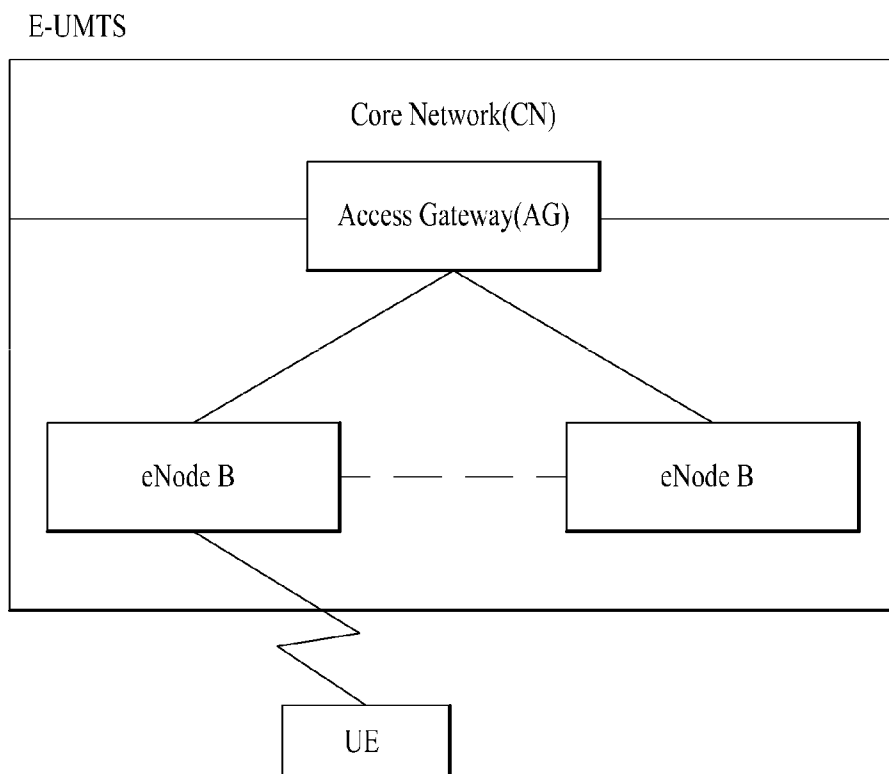 E-UMTS
Core Network(CN)
Access Gateway(AG)
eNode B
eNode B
UE